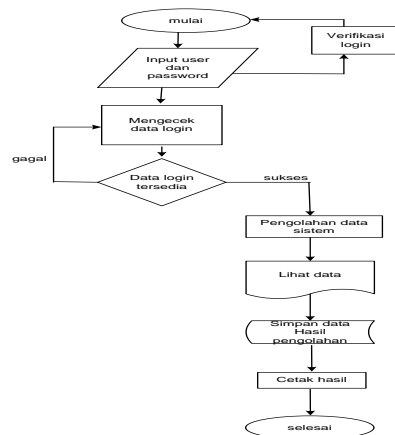 mulai
Verifikasi
login
Input user
dan
password
Mengecek
data login
gagal
Data login
tersedia
sukses
Pengolahan data
sistem
Lihat data
Simpan data
Hasil
pengolahan
Cetak hasil
selesai